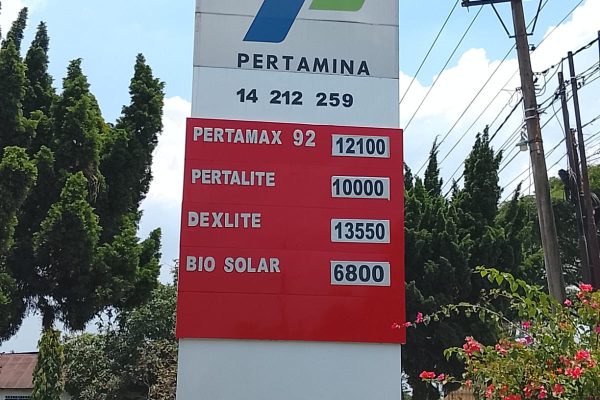 PERTAMINA
14 212 259
PERTAMAX 92 12100
PERTALITE 10000
DEXLITE 13550
BIO SOLAR 6800